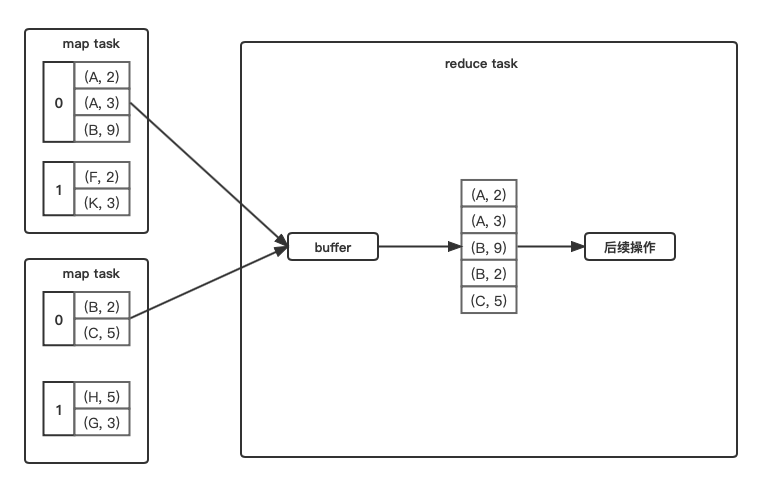 map task
0
(A, 2)
(A, 3)
(B, 9)
1
(F, 2)
(K, 3)
map task
0
(B, 2)
(C, 5)
1
(H, 5)
(G, 3)
reduce task
buffer
(A, 2)
(A, 3)
(B, 9)
(B, 2)
(C, 5)
后续操作